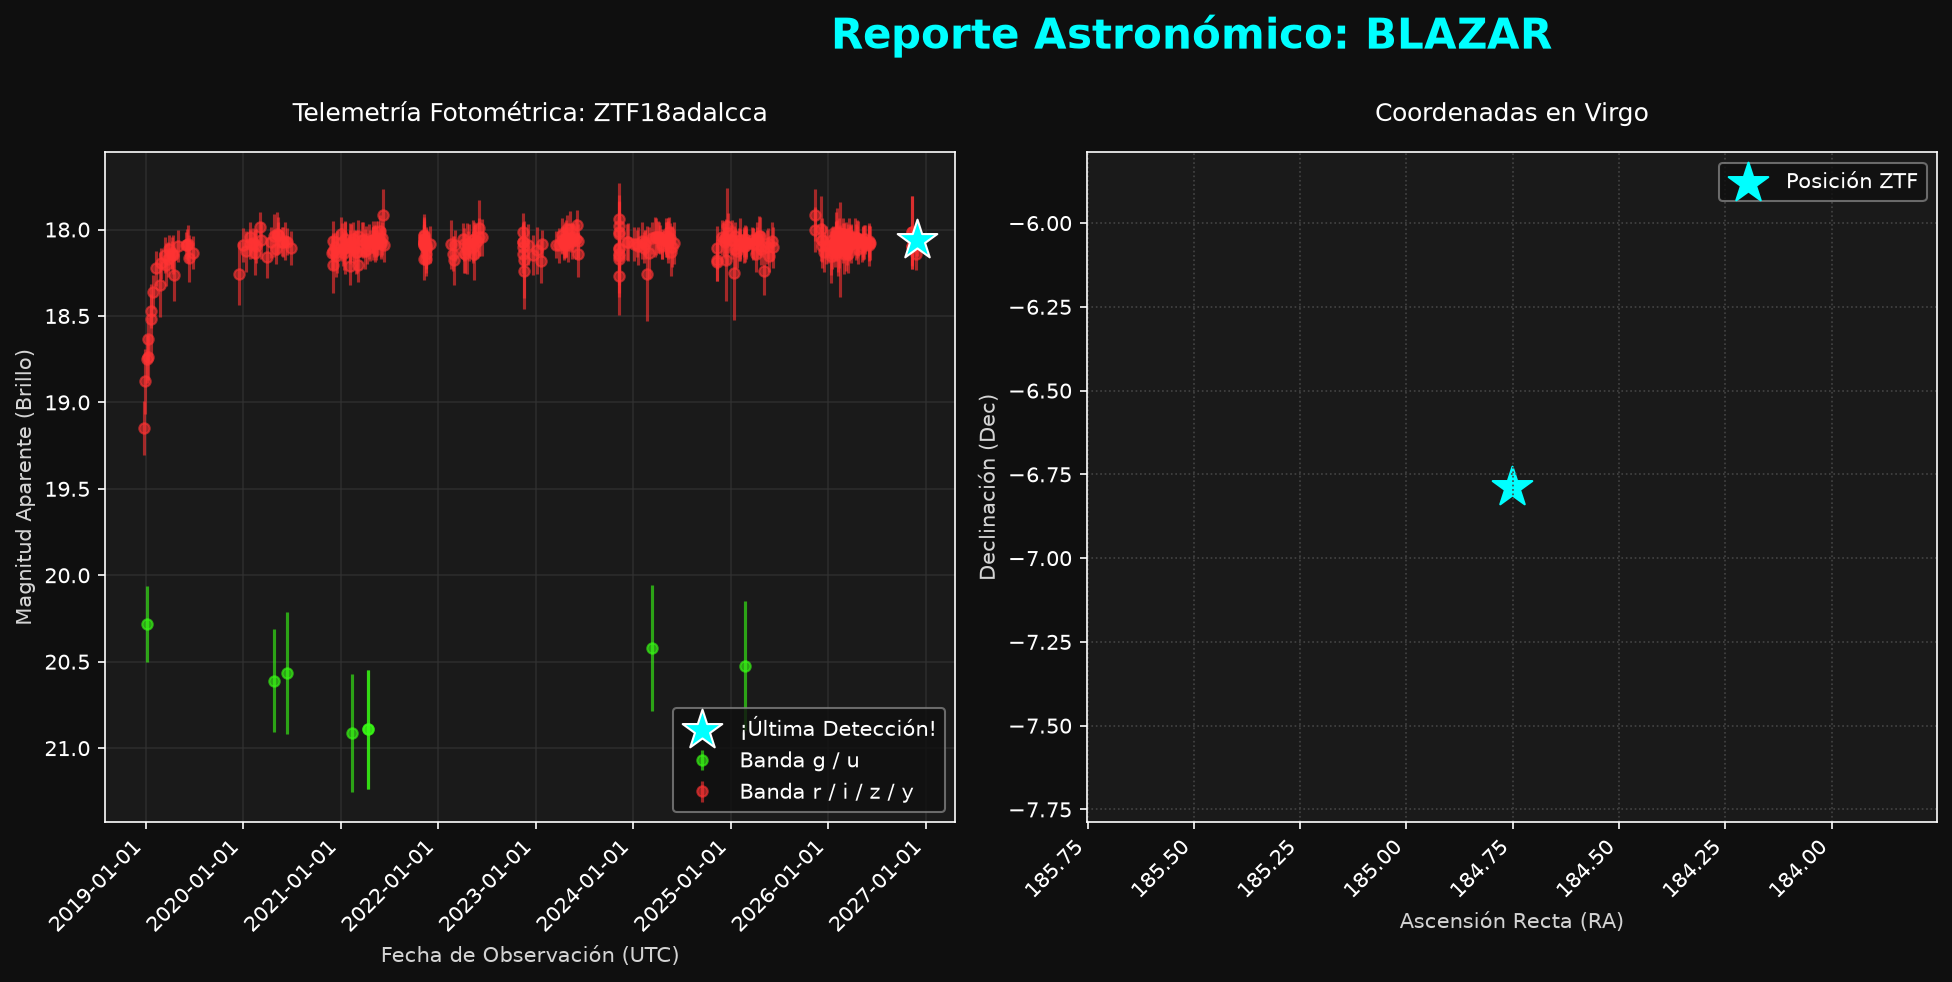 Reporte Astronómico: BLAZAR
Telemetría Fotométrica: ZTF18adalcca
Magnitud Aparente (Brillo)
18.0
18.5
19.0
19.5
20.0
20.5
21.0
¡Última Detección!
Banda g / u
Banda r / i / z / y
2019-01-01
2020-01-01
2021-01-01
2022-01-01
2023-01-01
2024-01-01
2025-01-01
2026-01-01
2027-01-01
Fecha de Observación (UTC)
Coordenadas en Virgo
Posición ZTF
Declinación (Dec)
−6.00
−6.25
−6.50
−6.75
−7.00
−7.25
−7.50
−7.75
185.75
185.50
185.25
185.00
184.75
184.50
184.25
184.00
Ascensión Recta (RA)